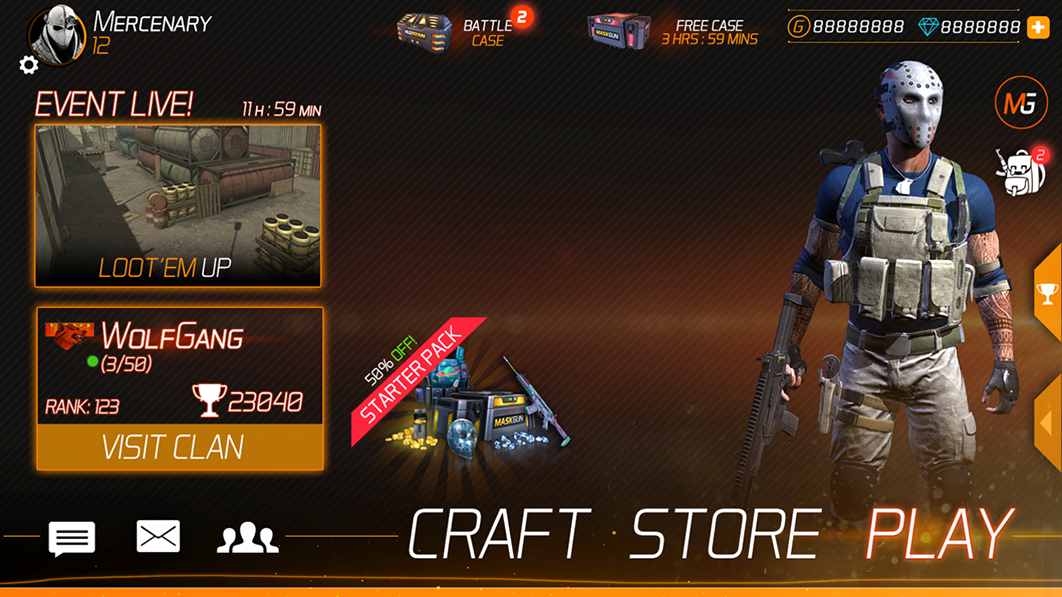 MERCENARY
12
BATTLE
CASE
2
FREE CASE
3 HRS : 59 MINS
MASKGUN
G 88888888
8888888
EVENT LIVE!
11 H : 59 MIN
MG
2
LOOT'EM UP
WOLFGANG
(3/50)
RANK: 123
23040
VISIT CLAN
50% OFF!
STARTER PACK
MASKGUN
CRAFT · STORE PLAY